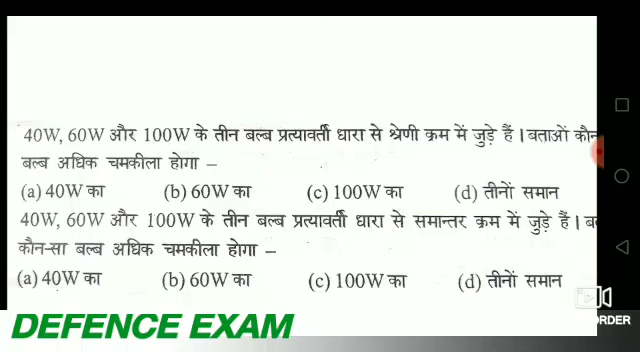 40W, 60W और 100W के तीन बल्ब प्रत्यावर्ती धारा से श्रेणी क्रम में जुड़े हैं। बताओं कौन
बल्ब अधिक चमकीला होगा –
(a) 40W का (b) 60W का (c) 100W का (d) तीनों समान
40W, 60W और 100W के तीन बल्ब प्रत्यावर्ती धारा से समान्तर क्रम में जुड़े हैं।
कौन-सा बल्ब अधिक चमकीला होगा –
(a) 40W का (b) 60W का (c) 100W का (d) तीनों समान
DEFENCE EXAM